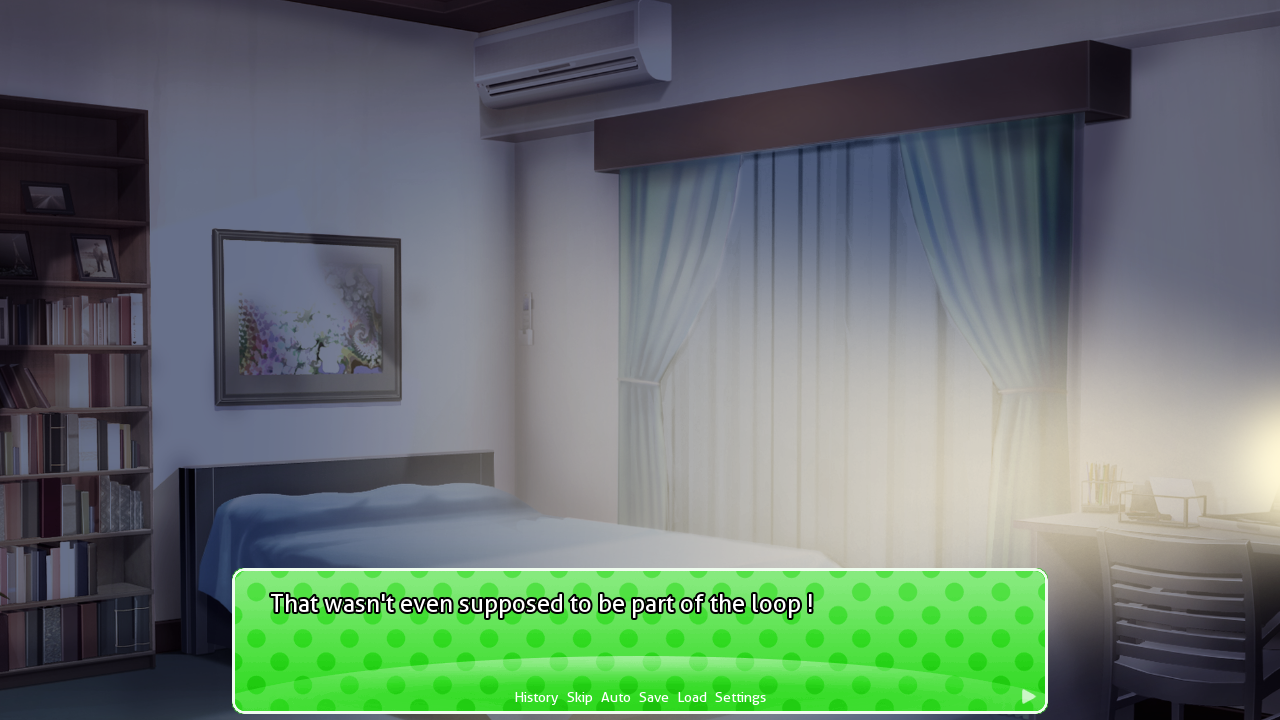 That wasn't even supposed to be part of the loop !
History Skip Auto Save Load Settings